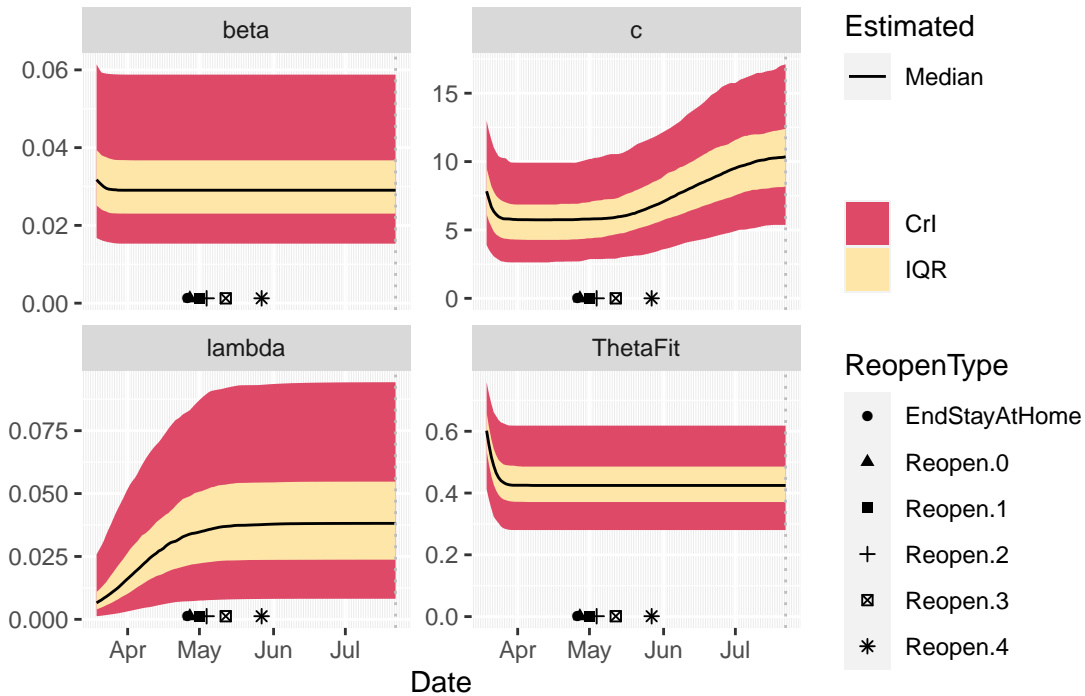 beta
c
0.06
0.04
0.02
0.00
15
10
5
0
lambda
ThetaFit
0.075
0.050
0.025
0.000
0.6
0.4
0.2
0.0
Apr May Jun Jul
Apr May Jun Jul
Date
Estimated
Median
CrI
IQR
ReopenType
EndStayAtHome
Reopen.0
Reopen.1
Reopen.2
Reopen.3
Reopen.4